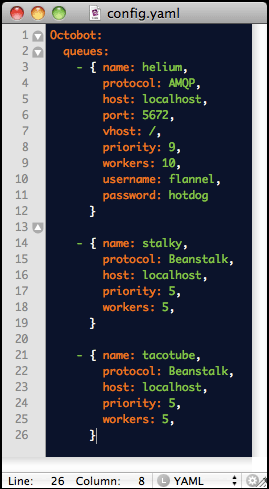 config.yaml
1 Octobot:
2 queues:
3 - { name: helium,
4 protocol: AMQP,
5 host: localhost,
6 port: 5672,
7 vhost: /,
8 priority: 9,
9 workers: 10,
10 username: flannel,
11 password: hotdog
12 }
13
14 - { name: stalky,
15 protocol: Beanstalk,
16 host: localhost,
17 priority: 5,
18 workers: 5,
19 }
20
21 - { name: tacotube,
22 protocol: Beanstalk,
23 host: localhost,
24 priority: 5,
25 workers: 5,
26 }
Line: 26 Column: 8 L YAML